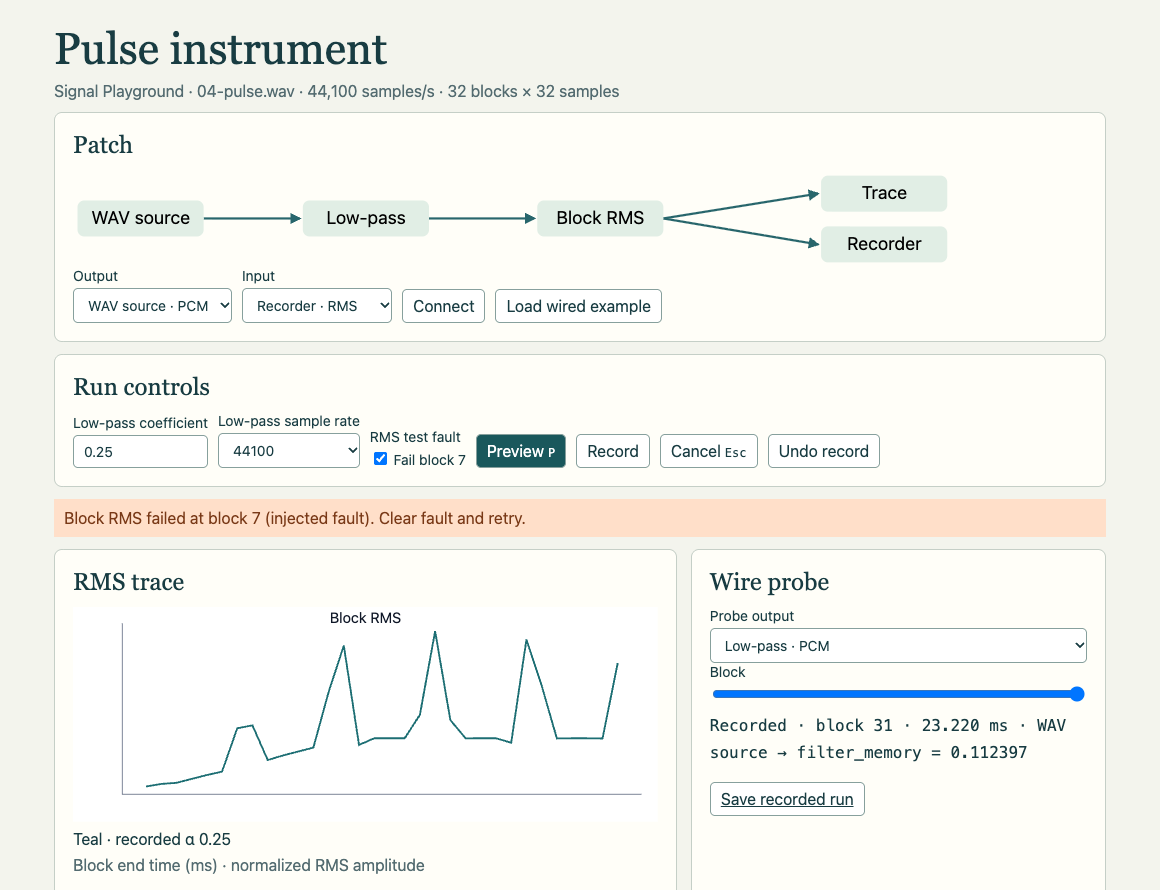 Pulse instrument
Signal Playground · 04-pulse.wav · 44,100 samples/s · 32 blocks × 32 samples
Patch
WAV source
Low-pass
Block RMS
Trace
Recorder
Output
Input
WAV source · PCM
Recorder · RMS
Connect
Load wired example
Run controls
Low-pass coefficient
Low-pass sample rate
RMS test fault
0.25
44100
Fail block 7
Preview P
Record
Cancel Esc
Undo record
Block RMS failed at block 7 (injected fault). Clear fault and retry.
RMS trace
Block RMS
Teal · recorded α 0.25
Block end time (ms) · normalized RMS amplitude
Wire probe
Probe output
Low-pass · PCM
Block
Recorded · block 31 · 23.220 ms · WAV
source → filter_memory = 0.112397
Save recorded run